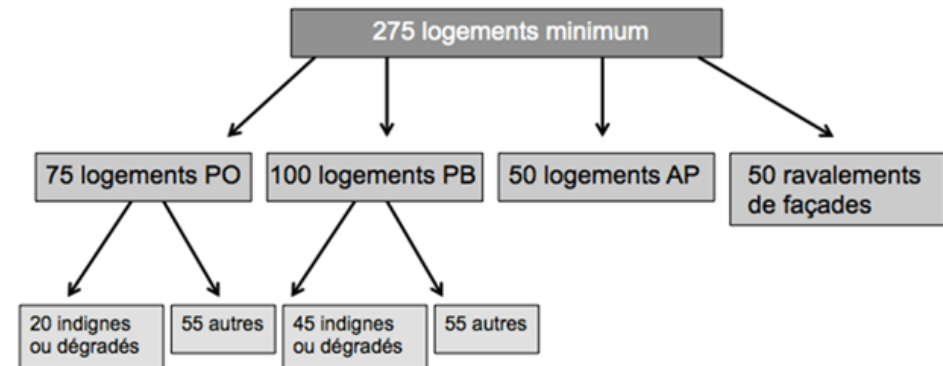 275 logements minimum
75 logements PO
100 logements PB
50 logements AP
50 ravalements
de façades
20 indignes
ou dégradés
55 autres
45 indignes
ou dégradés
55 autres